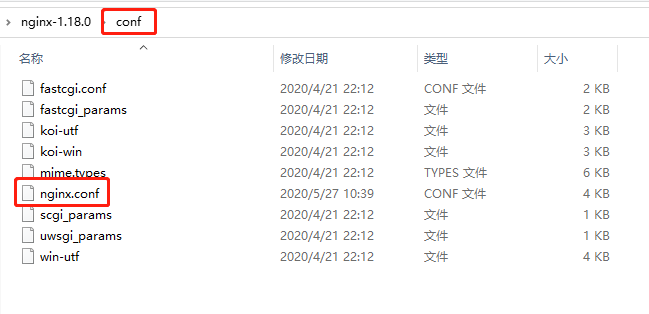 nginx-1.18.0 › conf
名称 修改日期 类型 大小
fastcgi.conf 2020/4/21 22:12 CONF 文件 2 KB
fastcgi_params 2020/4/21 22:12 文件 2 KB
koi-utf 2020/4/21 22:12 文件 3 KB
koi-win 2020/4/21 22:12 文件 3 KB
mime.types 2020/4/21 22:12 TYPES 文件 6 KB
nginx.conf 2020/5/27 10:39 CONF 文件 4 KB
scgi_params 2020/4/21 22:12 文件 1 KB
uwsgi_params 2020/4/21 22:12 文件 1 KB
win-utf 2020/4/21 22:12 文件 4 KB